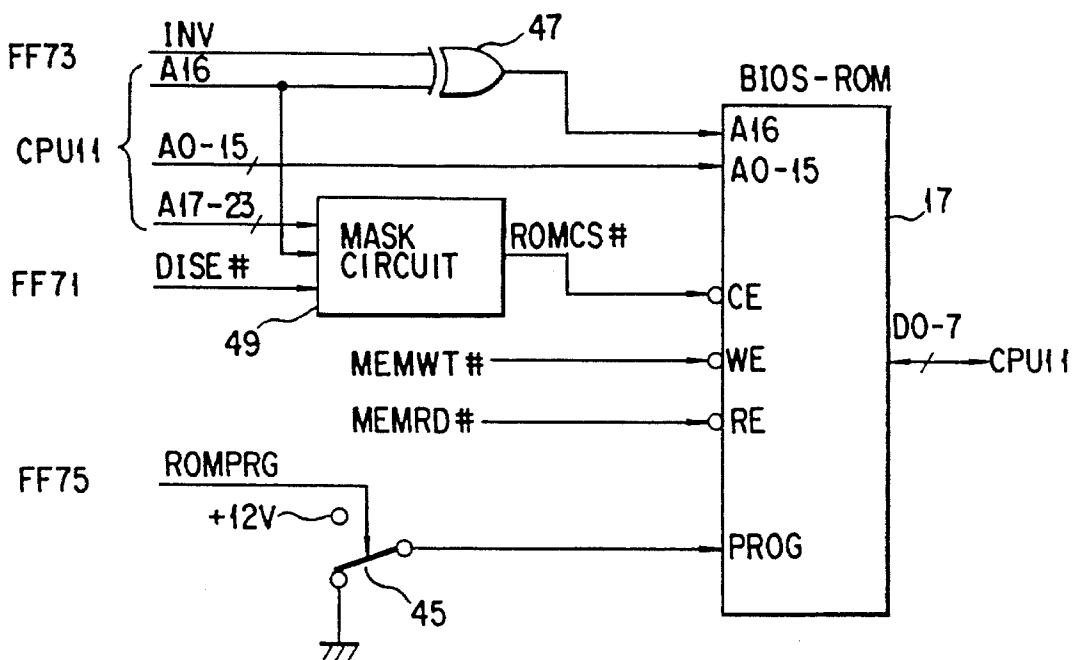 INV
47
FF73
A16
BIOS-ROM
A16
CPU11
A0-15
A0-15
17
A17-23
MASK
CIRCUIT
ROMCS#
DISE#
FF71
CE
49
D0-7
MEMWT#
WE
CPU11
MEMRD#
RE
ROMPRG
FF75
+12V
PROG
45